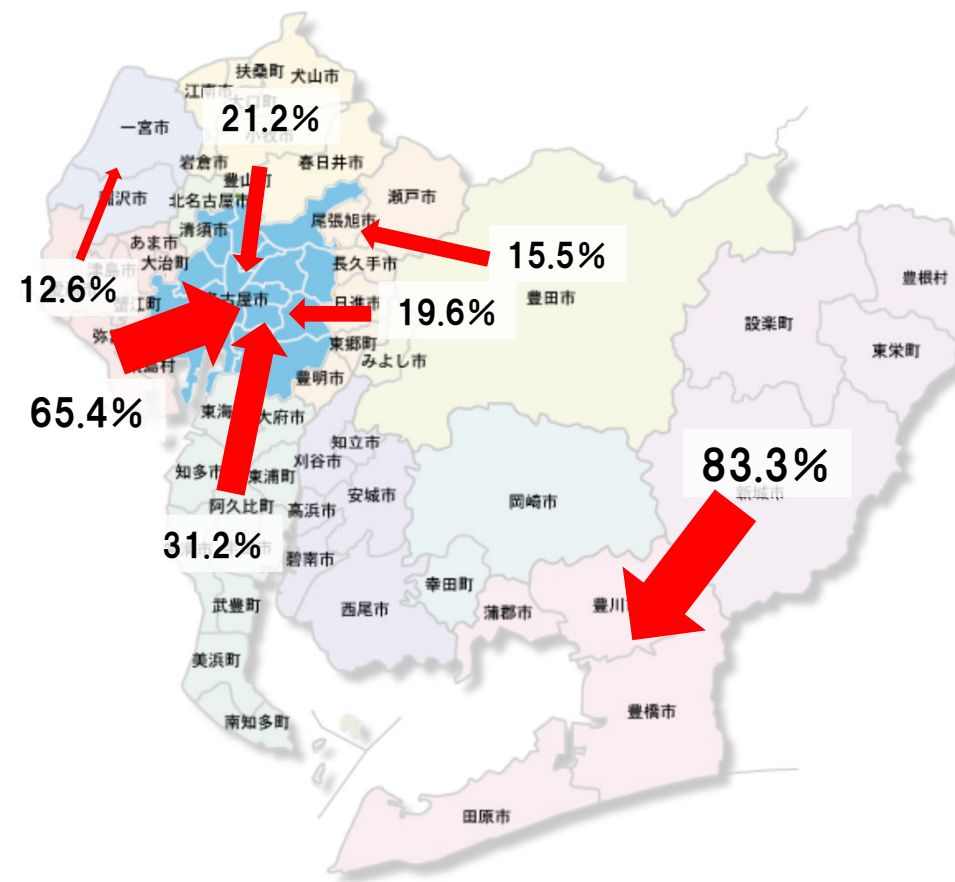 扶桑町
犬山市
江南市
21.2%
一宮市
岩倉市
春日井市
豊山町
稲沢市
北名古屋市
瀬戸市
尾張旭市
清須市
あま市
大治町
長久手市
15.5%
12.6%
蟹江町
名古屋市
日進市
19.6%
豊田市
豊根村
設楽町
東栄町
東郷町
みよし市
豊明市
65.4%
東海
大府市
知立市
刈谷市
83.3%
新城市
知多市
東浦町
安城市
岡崎市
阿久比町
高浜市
31.2%
碧南市
幸田町
武豊町
西尾市
蒲郡市
豊川
美浜町
南知多町
豊橋市
田原市